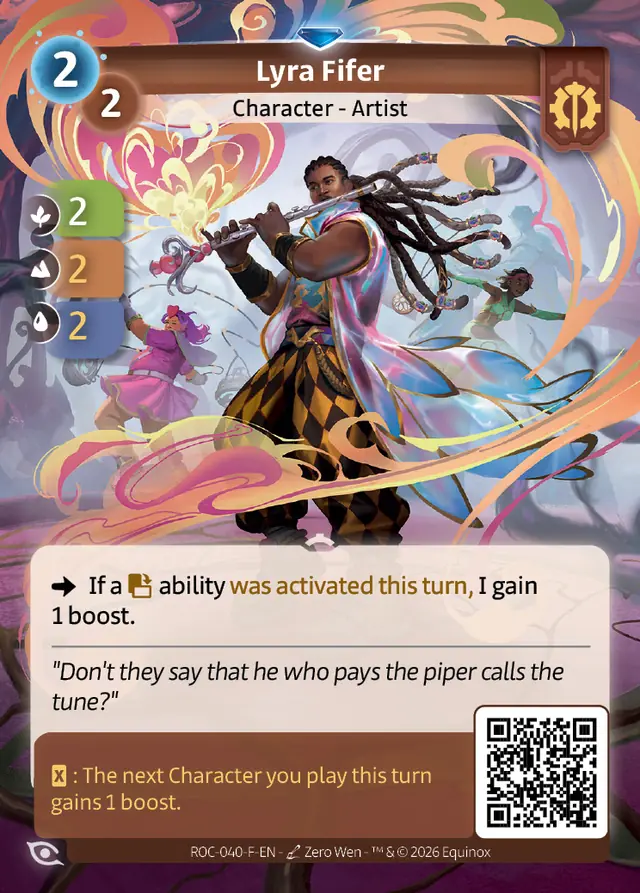 2
Lyra Fifer
2
Character - Artist
2
2
2
If a ability was activated this turn, I gain
1 boost.
"Don't they say that he who pays the piper calls the
tune?"
X : The next Character you play this turn
gains 1 boost.
ROC-040-F-EN - Zero Wen - ™ & © 2026 Equinox